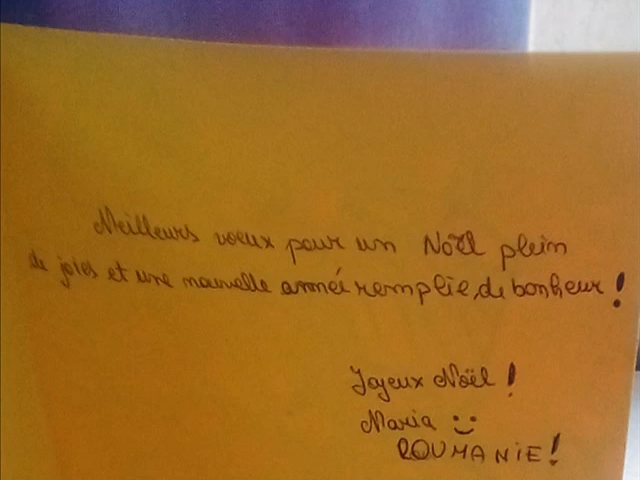 Meilleurs voeux pour un Noël plein
de joies et une nouvelle année remplie de bonheur !
Joyeux Noël !
Maria :)
ROUMANIE !